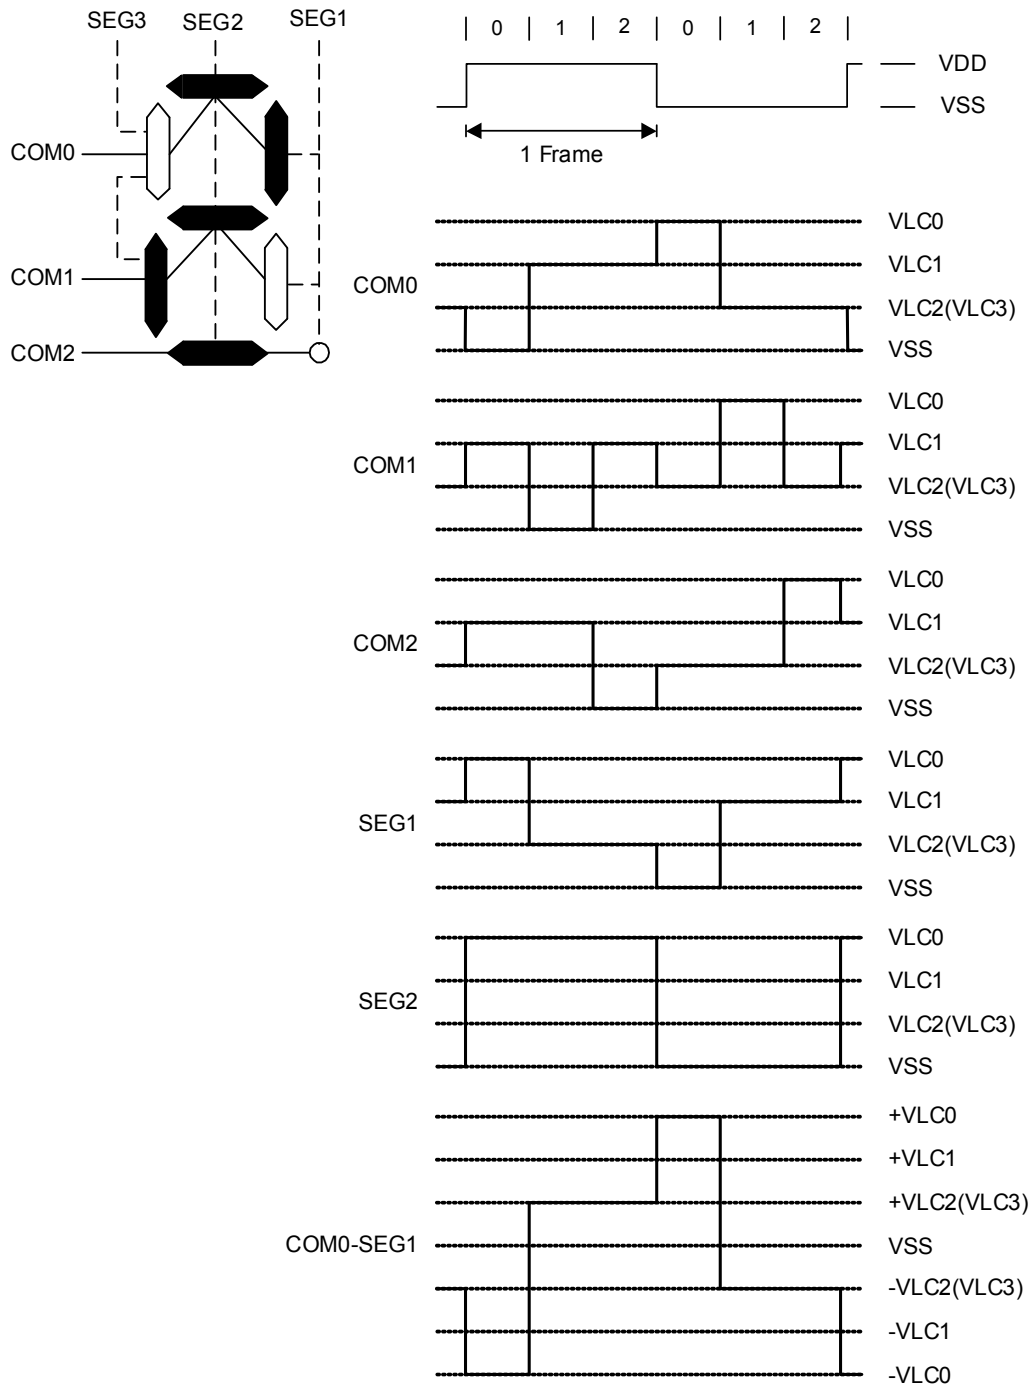 SEG3 SEG2 SEG1
COM0
COM1
COM2
0 1 2 0 1 2
VDD
VSS
1 Frame
COM0
VLC0
VLC1
VLC2(VLC3)
VSS
COM1
VLC0
VLC1
VLC2(VLC3)
VSS
COM2
VLC0
VLC1
VLC2(VLC3)
VSS
SEG1
VLC0
VLC1
VLC2(VLC3)
VSS
SEG2
VLC0
VLC1
VLC2(VLC3)
VSS
COM0-SEG1
+VLC0
+VLC1
+VLC2(VLC3)
VSS
-VLC2(VLC3)
-VLC1
-VLC0